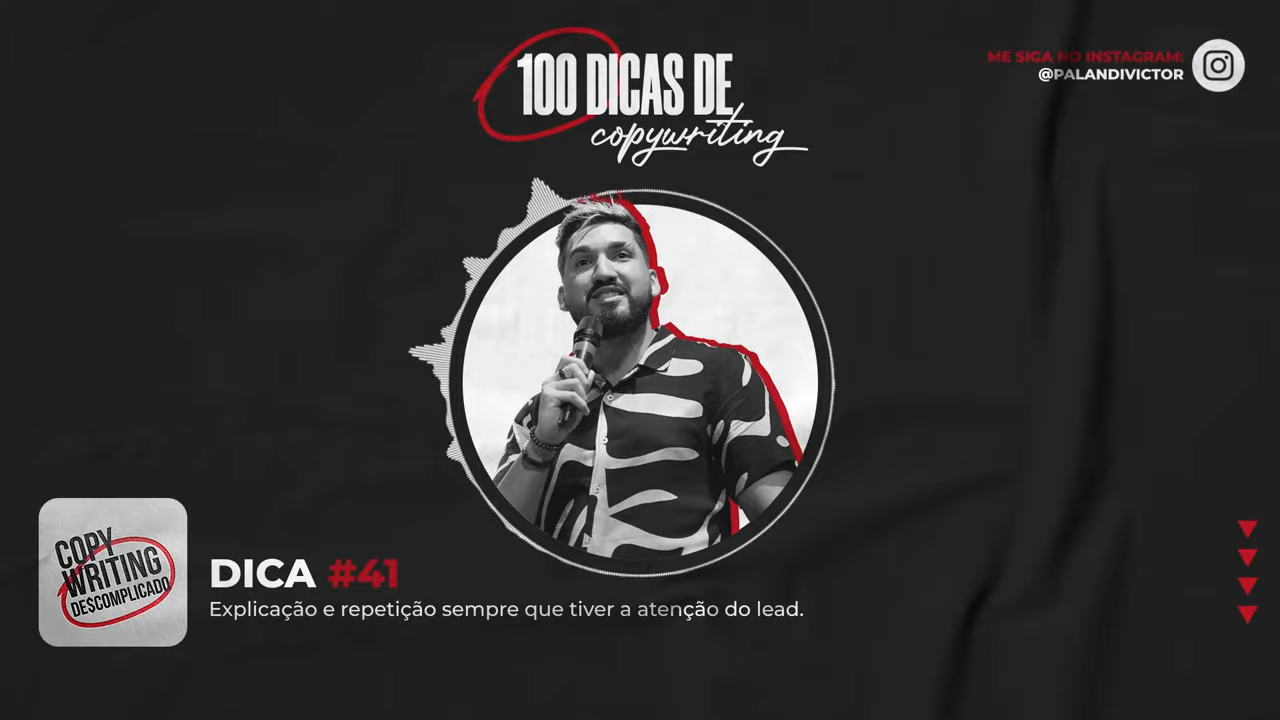 100 DICAS DE
copywriting
ME SIGA NO INSTAGRAM:
@PALANDIVICTOR
COPY
WRITING
DESCOMPLICADO
DICA #41
Explicação e repetição sempre que tiver a atenção do lead.